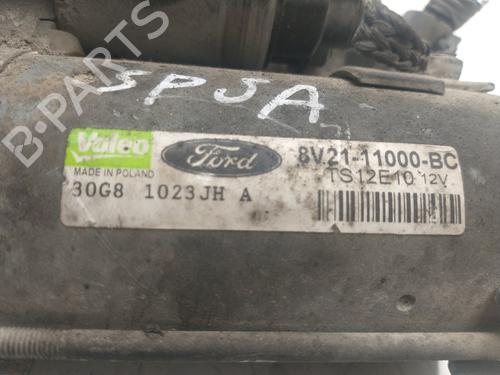 SPJA
Valeo
Ford
8V21-11000-BC
MADE IN POLAND
TS12E10 12V
30G8 1023JH A
B-PARTS